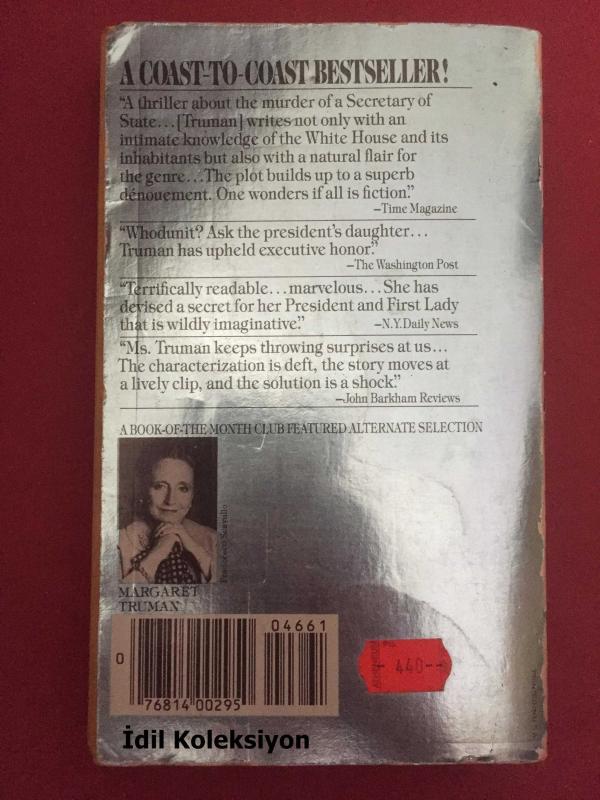 A COAST-TO-COAST BESTSELLER!
“A thriller about the murder of a Secretary of
State...[Truman] writes not only with an
intimate knowledge of the White House and its
inhabitants but also with a natural flair for
the genre...The plot builds up to a superb
dénouement. One wonders if all is fiction.”
—Time Magazine
“Whodunit? Ask the president's daughter...
Truman has upheld executive honor.”
—The Washington Post
“Terrifically readable...marvelous...She has
devised a secret for her President and First Lady
that is wildly imaginative.” —N.Y. Daily News
“Ms. Truman keeps throwing surprises at us...
The characterization is deft, the story moves at
a lively clip, and the solution is a shock.”
—John Barkham Reviews
A BOOK-OF-THE-MONTH CLUB FEATURED ALTERNATE SELECTION
Francesco Scavullo
MARGARET
TRUMAN
04661
0
76814 00295
- 440--
İdil Koleksiyon